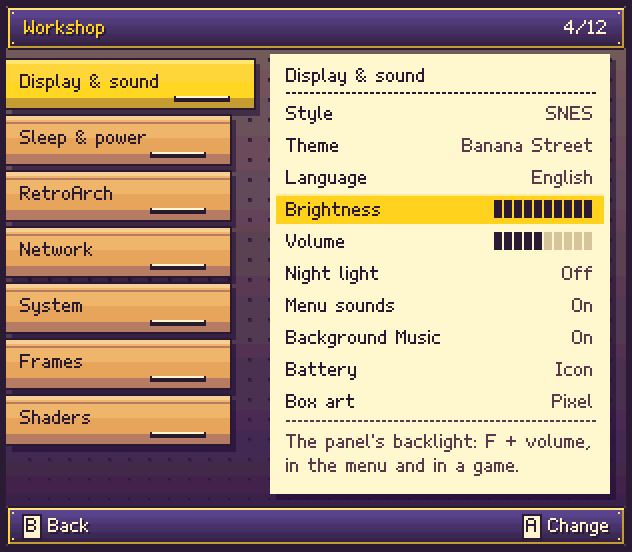 Workshop 4/12
Display & sound
Sleep & power
RetroArch
Network
System
Frames
Shaders
Display & sound
Style SNES
Theme Banana Street
Language English
Brightness
Volume
Night light Off
Menu sounds On
Background Music On
Battery Icon
Box art Pixel
The panel's backlight: F + volume,
in the menu and in a game.
B Back A Change